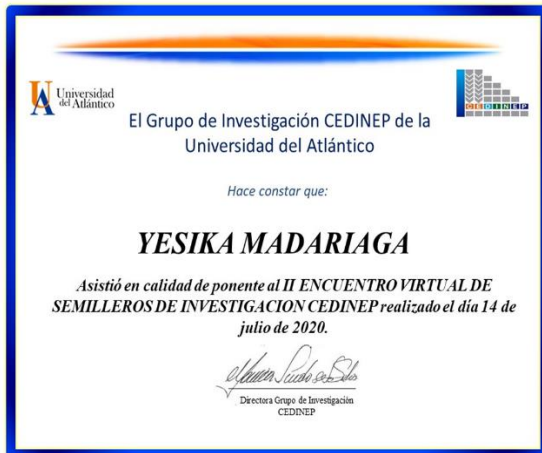 Universidad
del Atlántico
CEDINEP
El Grupo de Investigación CEDINEP de la
Universidad del Atlántico
Hace constar que:
YESIKA MADARIAGA
Asistió en calidad de ponente al II ENCUENTRO VIRTUAL DE
SEMILLEROS DE INVESTIGACION CEDINEP realizado el día 14 de
julio de 2020.
Directora Grupo de Investigación
CEDINEP